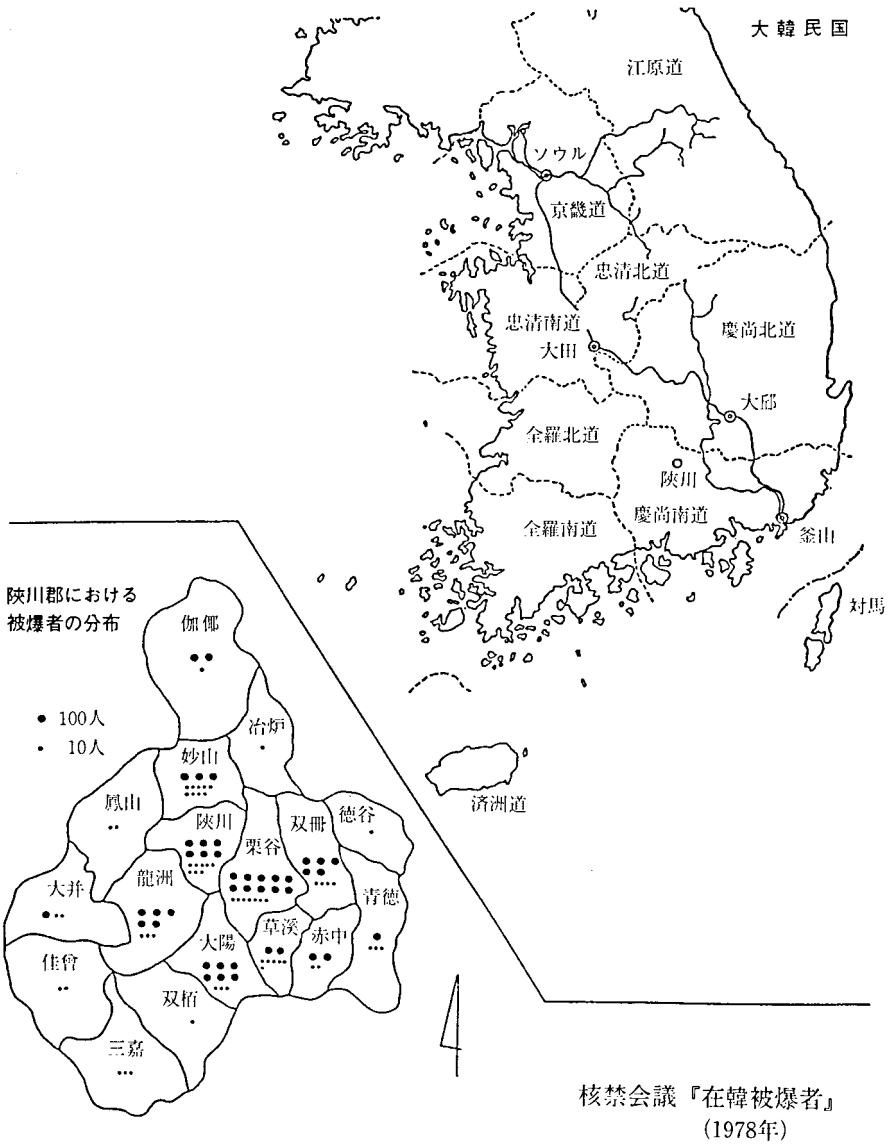 大韓民国
江原道
ソウル
京畿道
忠清北道
忠清南道
慶尚北道
大田
大邱
全羅北道
陜川
全羅南道
慶尚南道
釜山
対馬
済洲道
陜川郡における
被爆者の分布
100人
10人
伽倻
冶炉
妙山
鳳山
陜川
栗谷
双冊
徳谷
大井
龍洲
青徳
草溪
赤中
大陽
佳曾
双栢
三嘉
核禁会議『在韓被爆者』
(1978年)